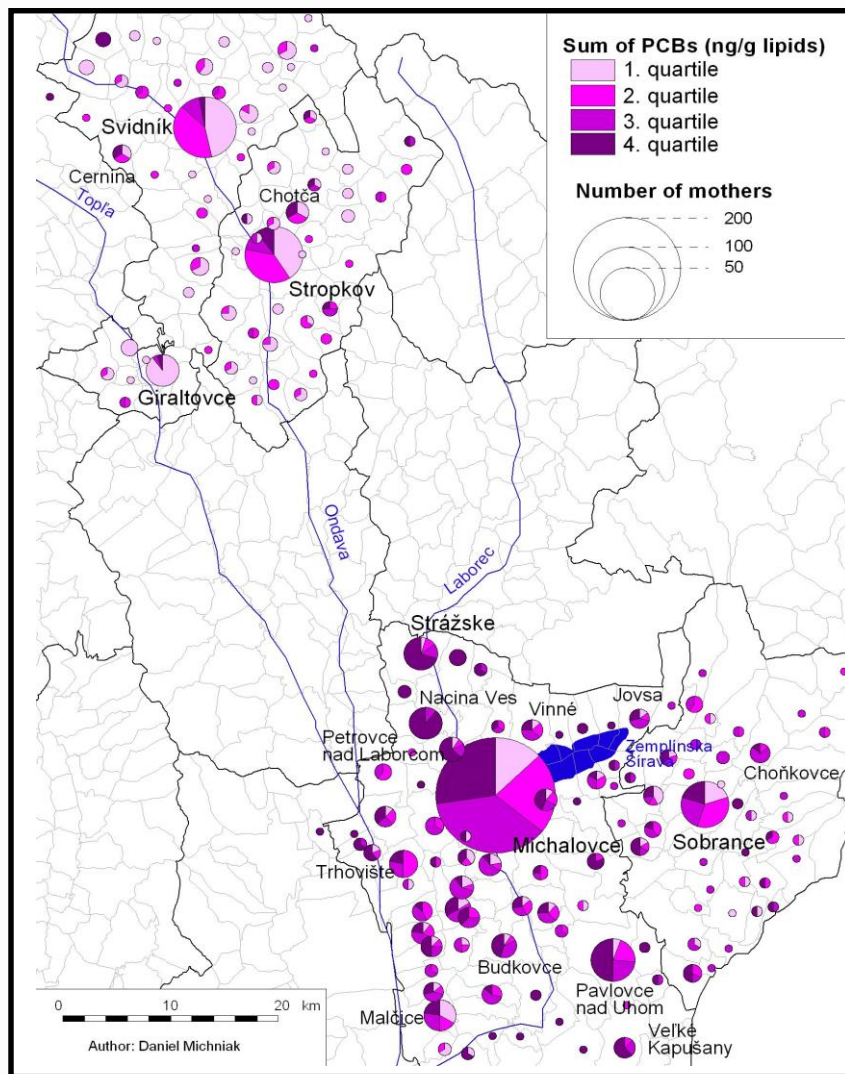 Sum of PCBs (ng/g lipids)
1. quartile
2. quartile
3. quartile
4. quartile
Number of mothers
200
100
50
Svidník
Cernina
Topľa
Chotča
Stropkov
Giraltovce
Ondava
Laborec
Strážske
Nacina Ves
Vinné
Jovsa
Petrovce
nad Laborcom
Zemplínska
Šírava
Choňkovce
Michalovce
Sobrance
Trhovište
Budkovce
Pavlovce
nad Uhom
Malčice
Veľké
Kapušany
0 10 20 km
Author: Daniel Michniak